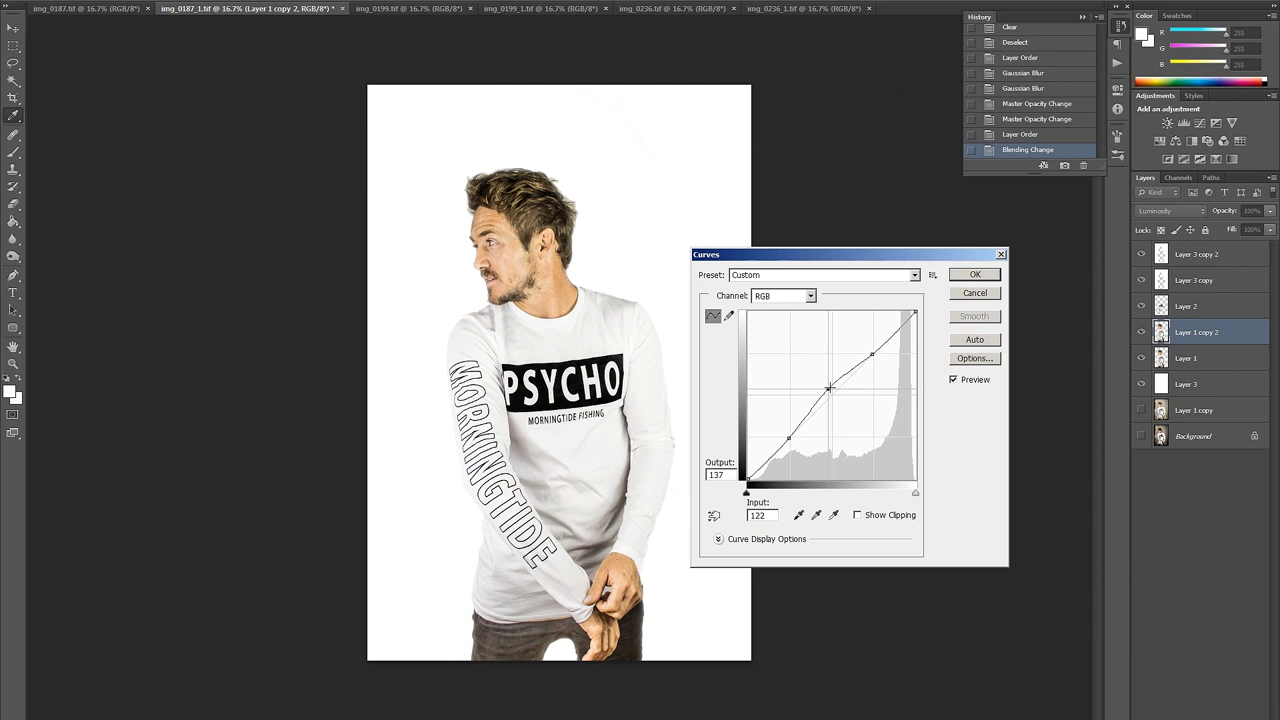 img_0187.tif @ 16.7% (RGB/8*) ×
img_0187_1.tif @ 16.7% (Layer 1 copy 2, RGB/8*) * ×
img_0199.tif @ 16.7% (RGB/8*) ×
img_0199_1.tif @ 16.7% (RGB/8*) ×
img_0236.tif @ 16.7% (RGB/8*) ×
img_0236_1.tif @ 16.7% (RGB/8*) ×
History
Clear
Deselect
Layer Order
Gaussian Blur
Gaussian Blur
Master Opacity Change
Master Opacity Change
Layer Order
Blending Change
Color Swatches
R 255
G 255
B 255
Adjustments Styles
Add an adjustment
Layers Channels Paths
Kind
Luminosity Opacity: 100%
Lock: Fill: 100%
Layer 3 copy 2
Layer 3 copy
Layer 2
Layer 1 copy 2
Layer 1
Layer 3
Layer 1 copy
Background
Curves
Preset: Custom
Channel: RGB
OK
Cancel
Smooth
Auto
Options...
Preview
Output:
137
Input:
122
Show Clipping
Curve Display Options
PSYCHO
MORNINGTIDE FISHING
MORNINGTIDE